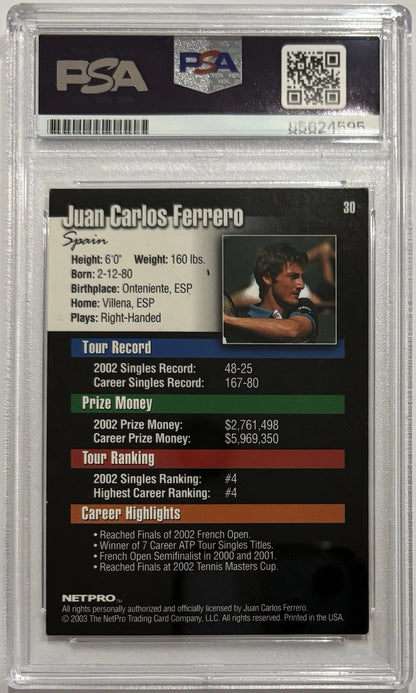 PSA
PSA
99824595
30
Juan Carlos Ferrero
Spain
Height: 6'0" Weight: 160 lbs.
Born: 2-12-80
Birthplace: Onteniente, ESP
Home: Villena, ESP
Plays: Right-Handed
Tour Record
2002 Singles Record: 48-25
Career Singles Record: 167-80
Prize Money
2002 Prize Money: $2,761,498
Career Prize Money: $5,969,350
Tour Ranking
2002 Singles Ranking: #4
Highest Career Ranking: #4
Career Highlights
• Reached Finals of 2002 French Open.
• Winner of 7 Career ATP Tour Singles Titles.
• French Open Semifinalist in 2000 and 2001.
• Reached Finals at 2002 Tennis Masters Cup.
NETPRO™
All rights personally authorized and officially licensed by Juan Carlos Ferrero.
© 2003 The NetPro Trading Card Company, LLC. All rights reserved. Printed in the USA.